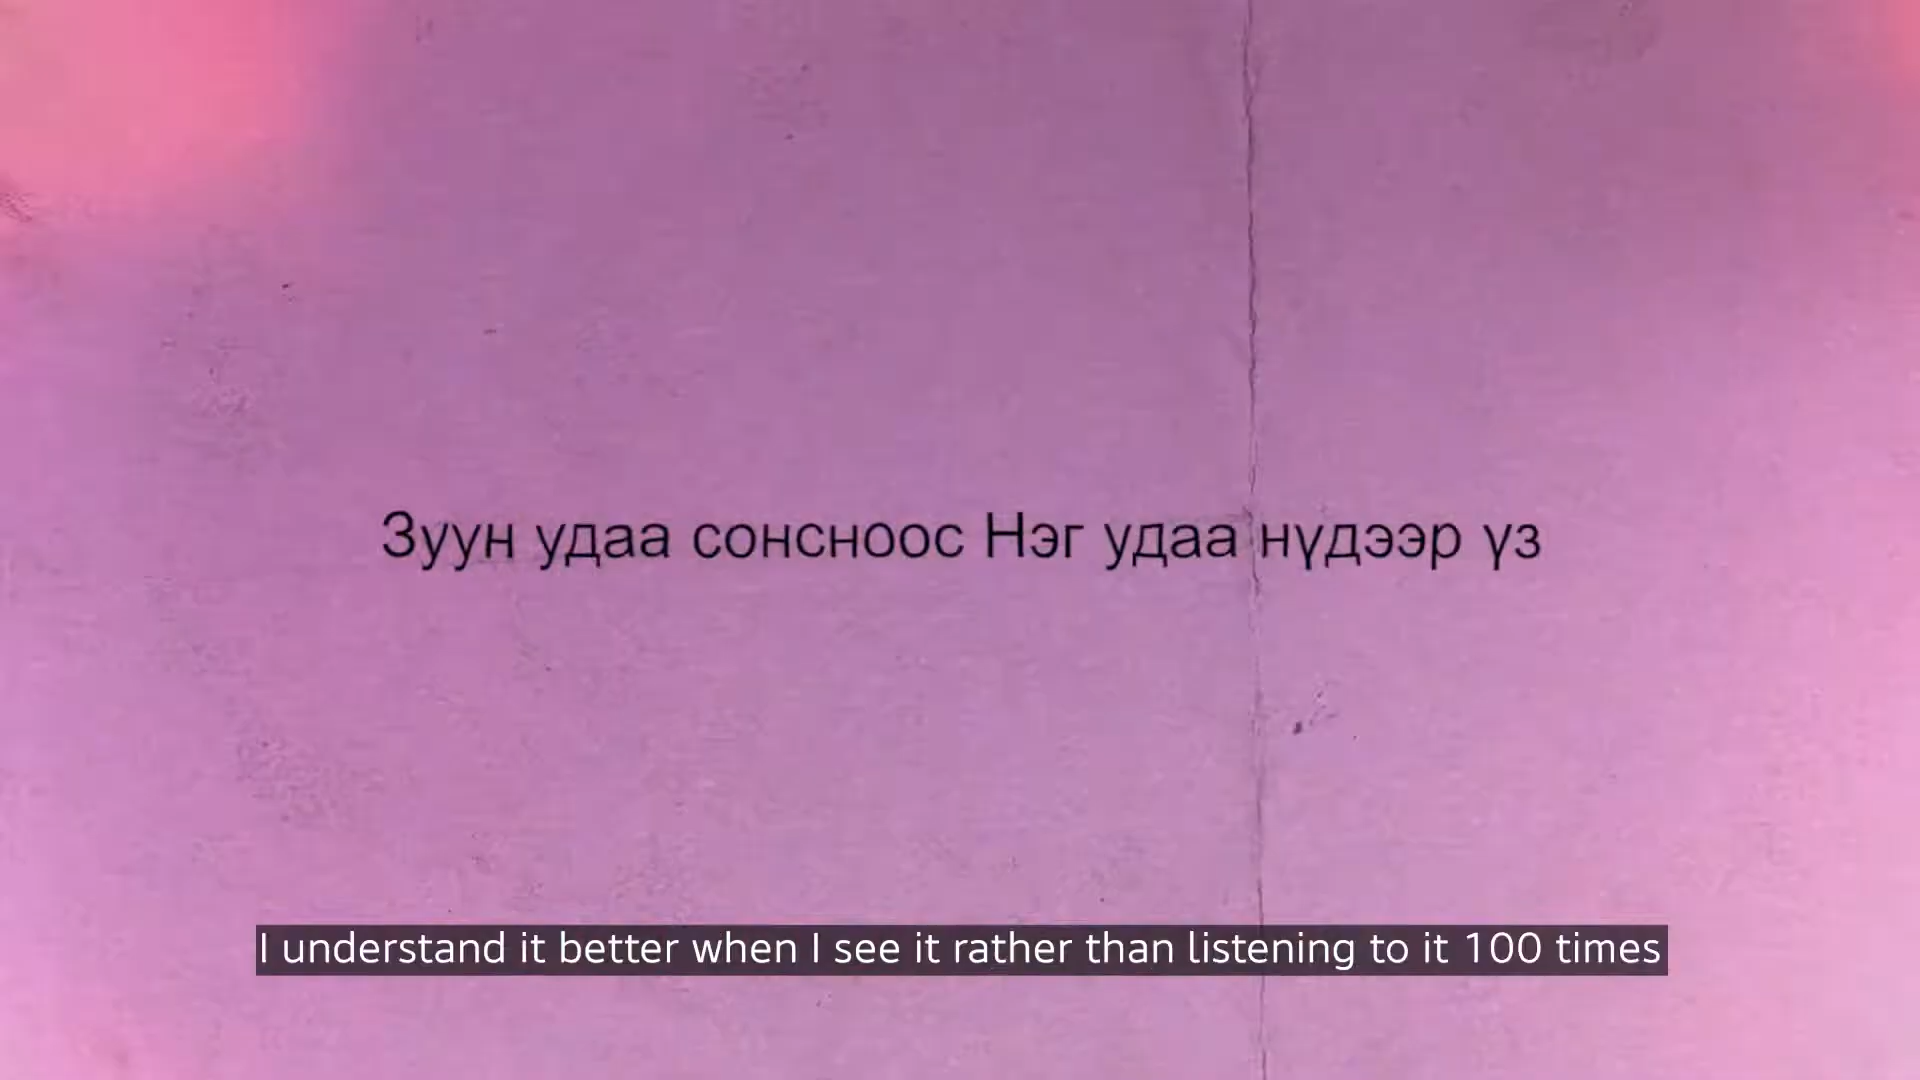 Зуун удаа сонсноос Нэг удаа нүдээр үз
I understand it better when I see it rather than listening to it 100 times